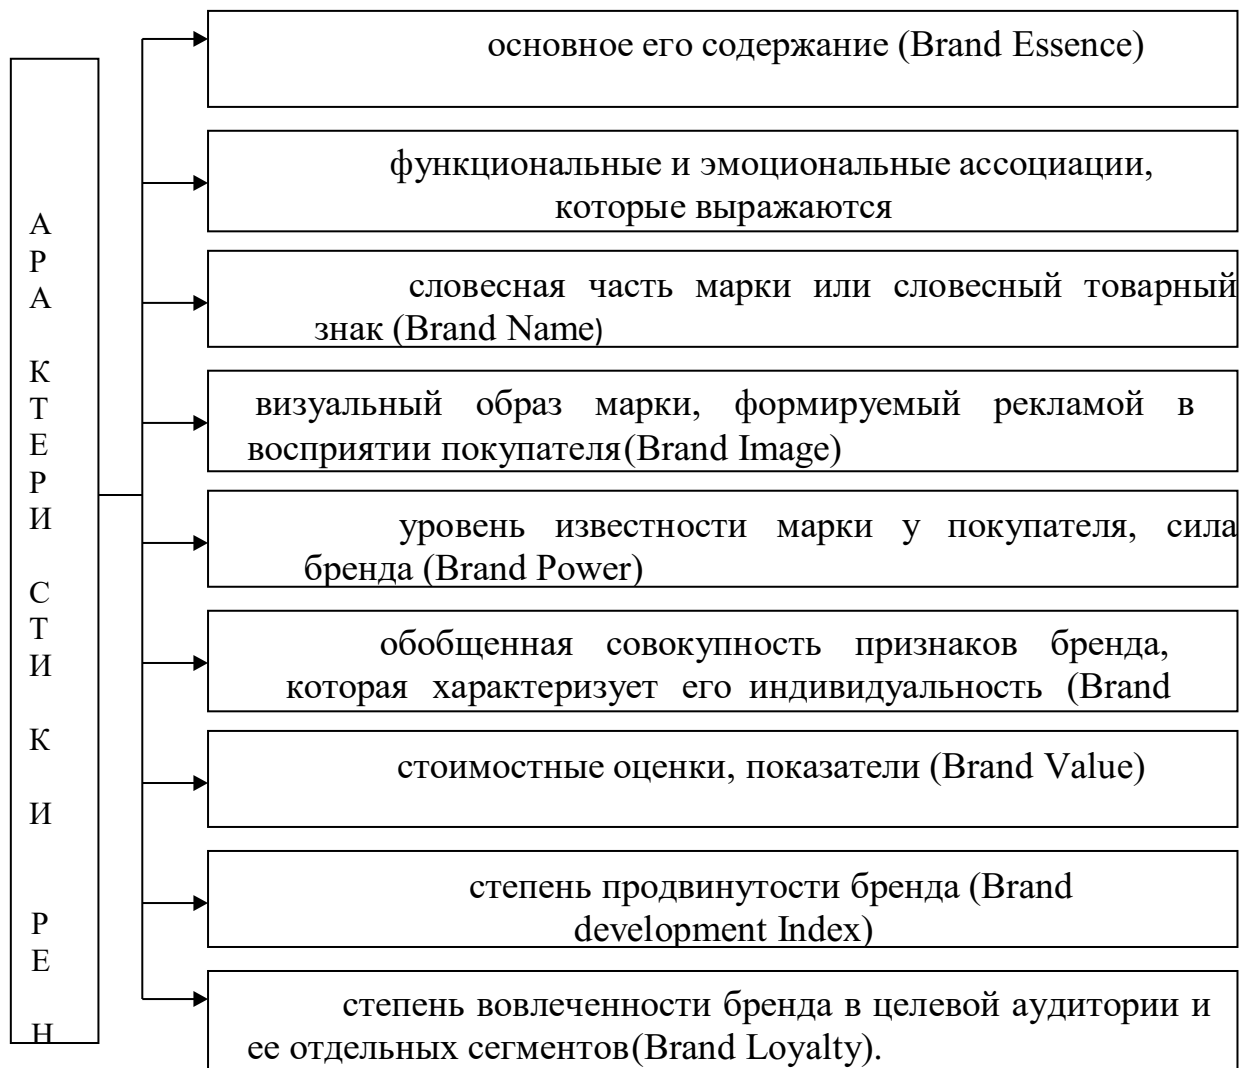 А
Р
А
К
Т
Е
Р
И
С
Т
И
К
И
Р
Е
Н
основное его содержание (Brand Essence)
функциональные и эмоциональные ассоциации,
которые выражаются
словесная часть марки или словесный товарный
знак (Brand Name)
визуальный образ марки, формируемый рекламой в
восприятии покупателя(Brand Image)
уровень известности марки у покупателя, сила
бренда (Brand Power)
обобщенная совокупность признаков бренда,
которая характеризует его индивидуальность (Brand
стоимостные оценки, показатели (Brand Value)
степень продвинутости бренда (Brand
development Index)
степень вовлеченности бренда в целевой аудитории и
ее отдельных сегментов(Brand Loyalty).